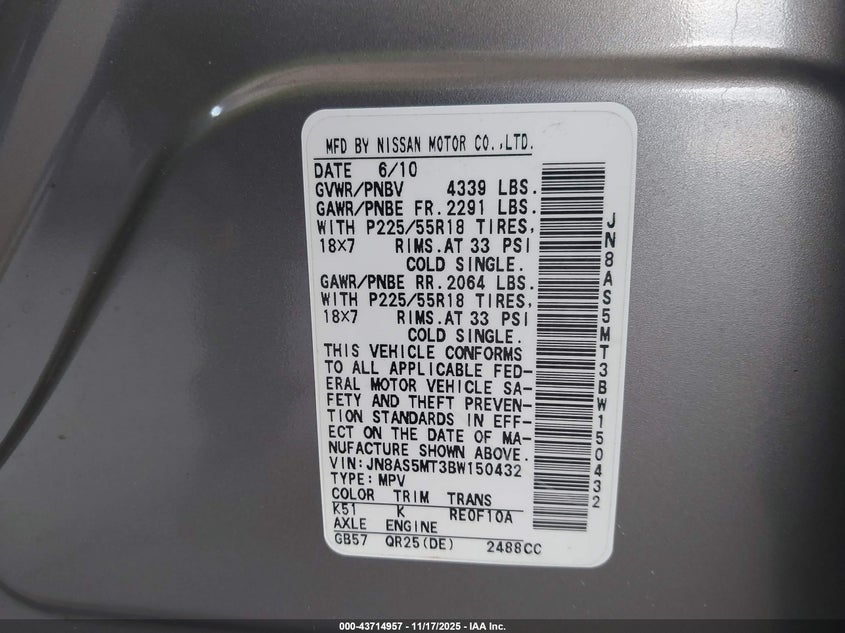 MFD BY NISSAN MOTOR CO.,LTD.
DATE 6/10
GVWR/PNBV 4339 LBS.
GAWR/PNBE FR.2291 LBS.
WITH P225/55R18 TIRES,
18X7 RIMS.AT 33 PSI
COLD SINGLE.
GAWR/PNBE RR.2064 LBS.
WITH P225/55R18 TIRES,
18X7 RIMS.AT 33 PSI
COLD SINGLE.
THIS VEHICLE CONFORMS
TO ALL APPLICABLE FED-
ERAL MOTOR VEHICLE SA-
FETY AND THEFT PREVEN-
TION STANDARDS IN EFF-
ECT ON THE DATE OF MA-
NUFACTURE SHOWN ABOVE.
VIN:JN8AS5MT3BW150432
TYPE:MPV
COLOR TRIM TRANS
K51 K RE0F10A
AXLE ENGINE
GB57 QR25(DE) 2488CC
JN8AS5MT3BW150432
000-43714957 - 11/17/2025 - IAA Inc.